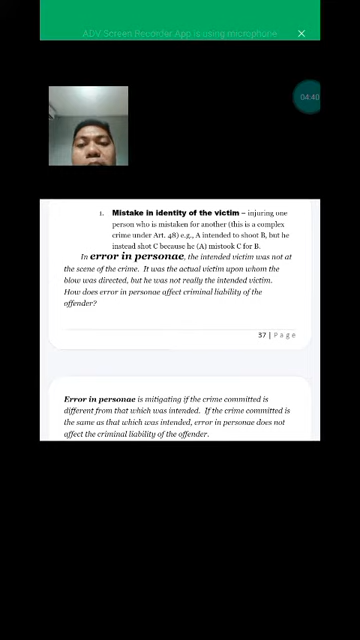 ADV Screen Recorder App is using microphone
04:40
1. Mistake in identity of the victim – injuring one
person who is mistaken for another (this is a complex
crime under Art. 48) e.g., A intended to shoot B, but he
instead shot C because he (A) mistook C for B.
In error in personae, the intended victim was not at
the scene of the crime. It was the actual victim upon whom the
blow was directed, but he was not really the intended victim.
How does error in personae affect criminal liability of the
offender?
37 | Page
Error in personae is mitigating if the crime committed is
different from that which was intended. If the crime committed is
the same as that which was intended, error in personae does not
affect the criminal liability of the offender.